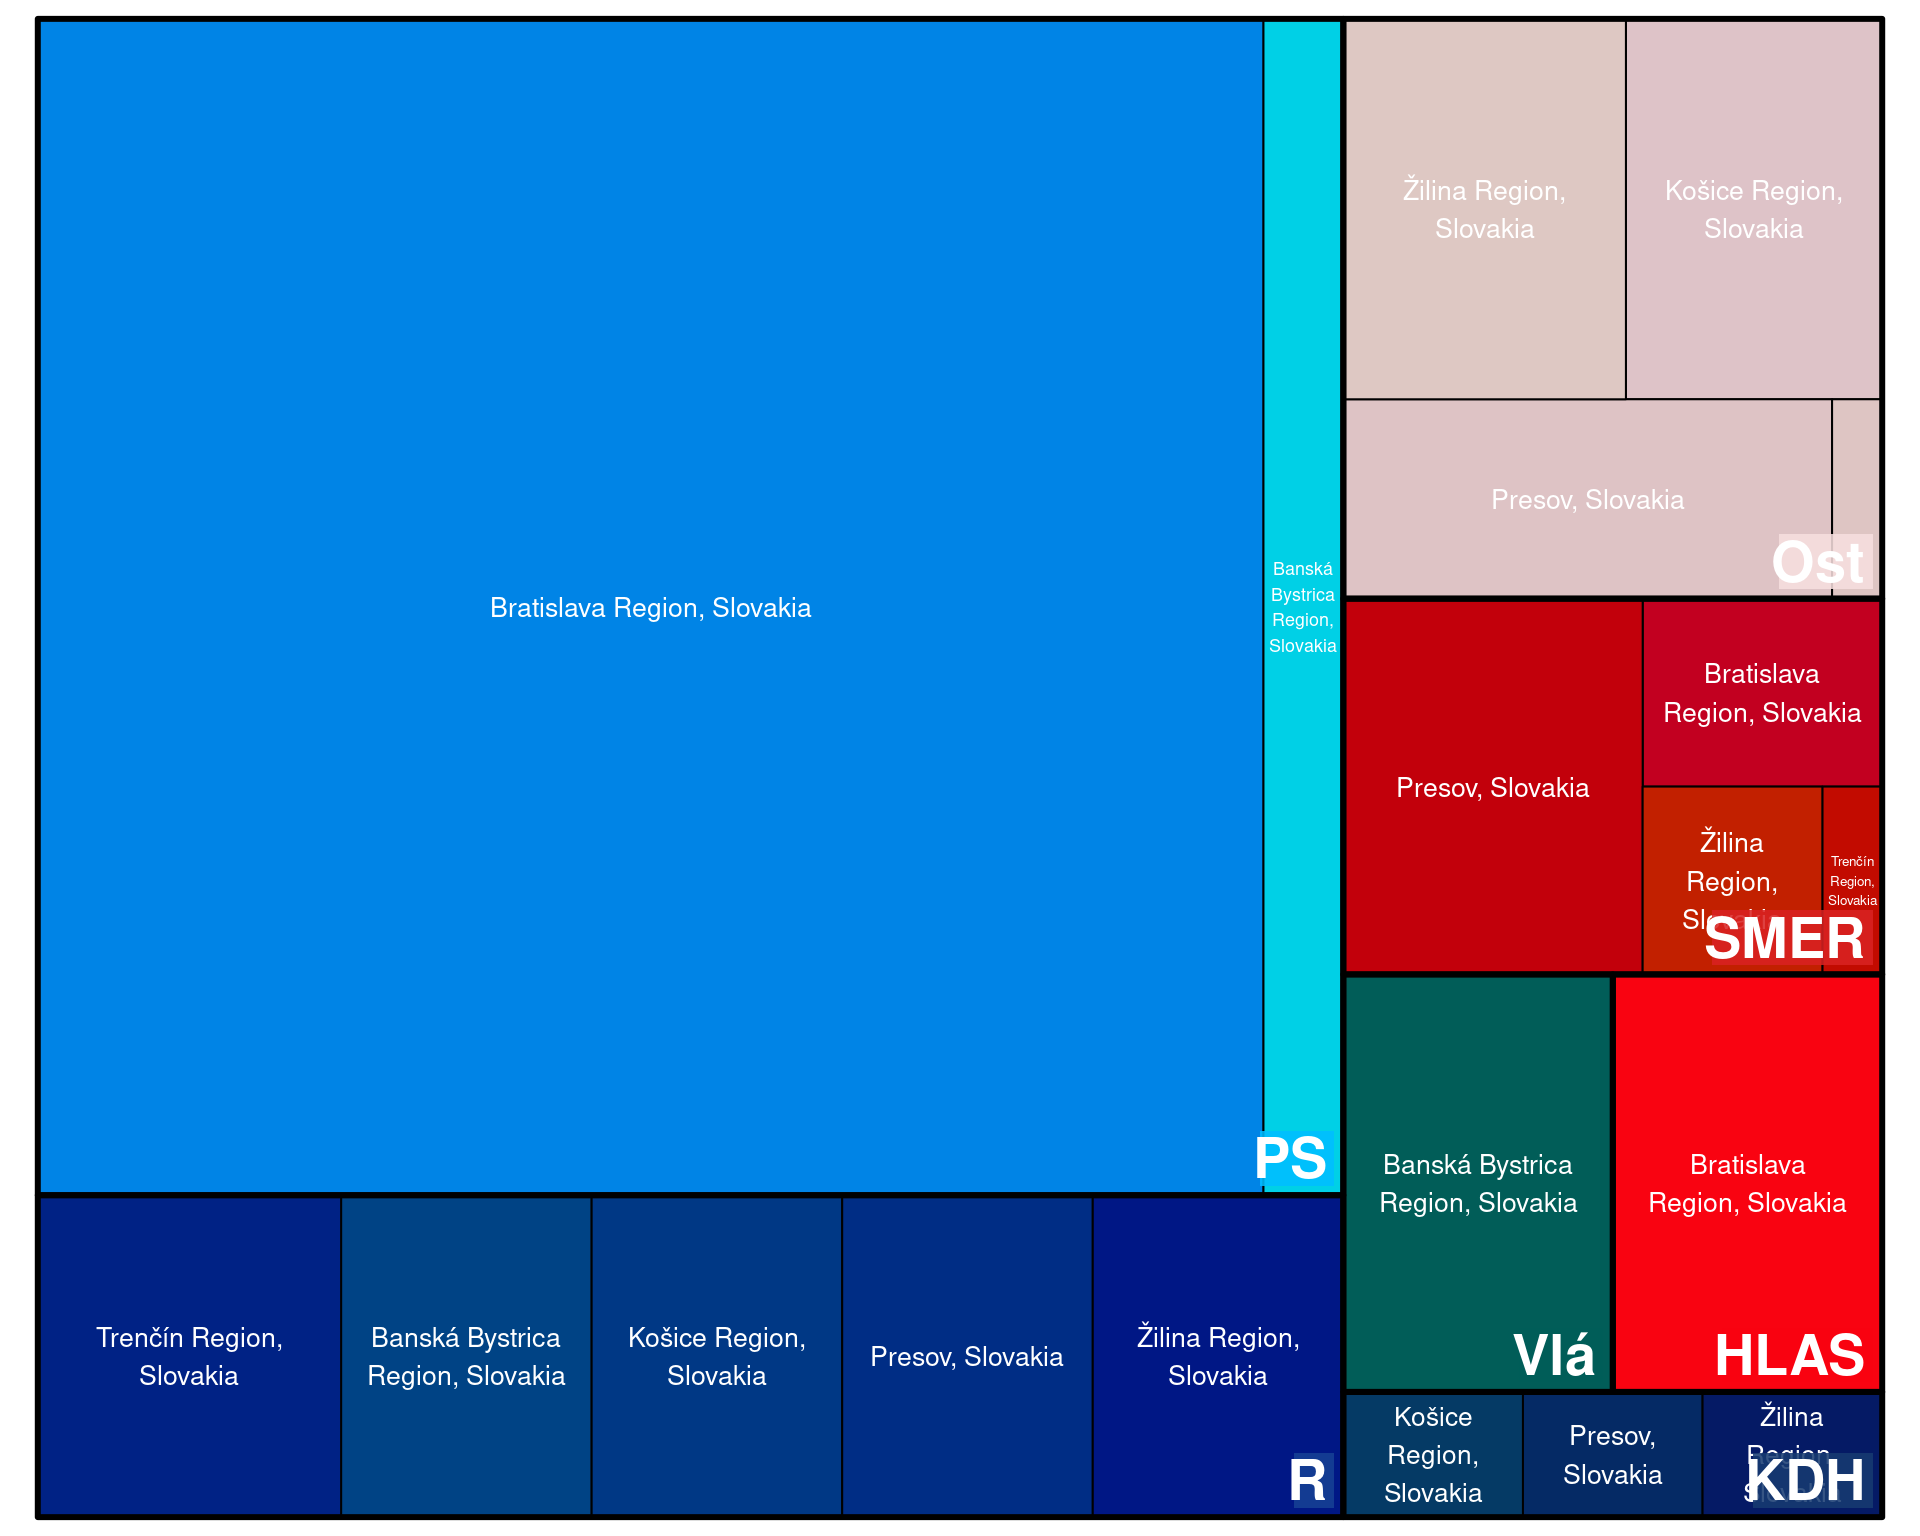 Bratislava Region, Slovakia
Banská
Bystrica
Region,
Slovakia
PS
Trenčín Region,
Slovakia
Banská Bystrica
Region, Slovakia
Košice Region,
Slovakia
Presov, Slovakia
Žilina Region,
Slovakia
R
Žilina Region,
Slovakia
Košice Region,
Slovakia
Presov, Slovakia
Ost
Presov, Slovakia
Bratislava
Region, Slovakia
Žilina
Region,
Slovakia
Trenčín
Region,
Slovakia
SMER
Banská Bystrica
Region, Slovakia
Vlá
Bratislava
Region, Slovakia
HLAS
Košice
Region,
Slovakia
Presov,
Slovakia
Žilina
Region,
Slovakia
KDH